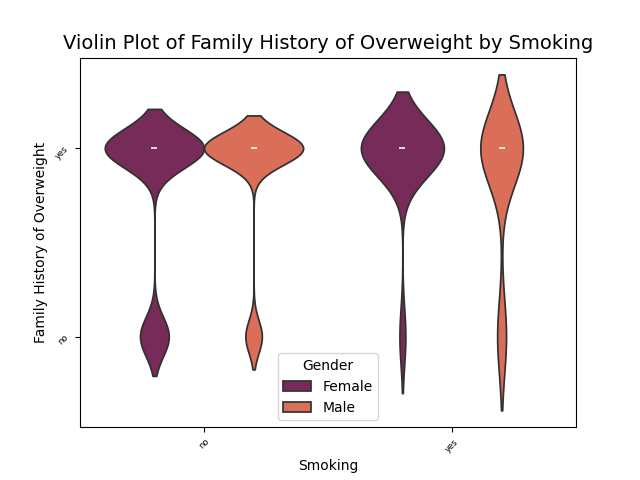 Violin Plot of Family History of Overweight by Smoking
Family History of Overweight
yes
no
Gender
Female
Male
no
yes
Smoking